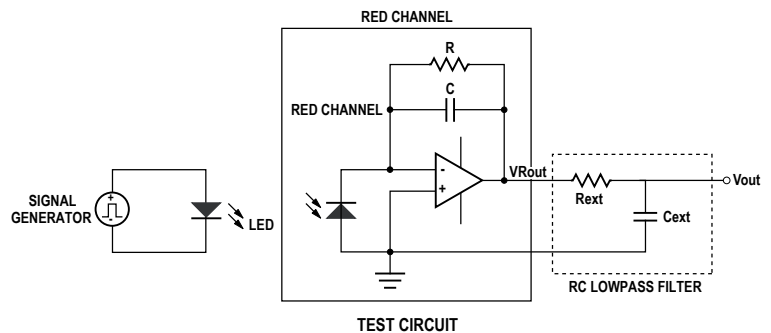 RED CHANNEL
R
C
RED CHANNEL
-
+
VRout
Rext
Cext
Vout
RC LOWPASS FILTER
SIGNAL
GENERATOR
+
-
LED
TEST CIRCUIT